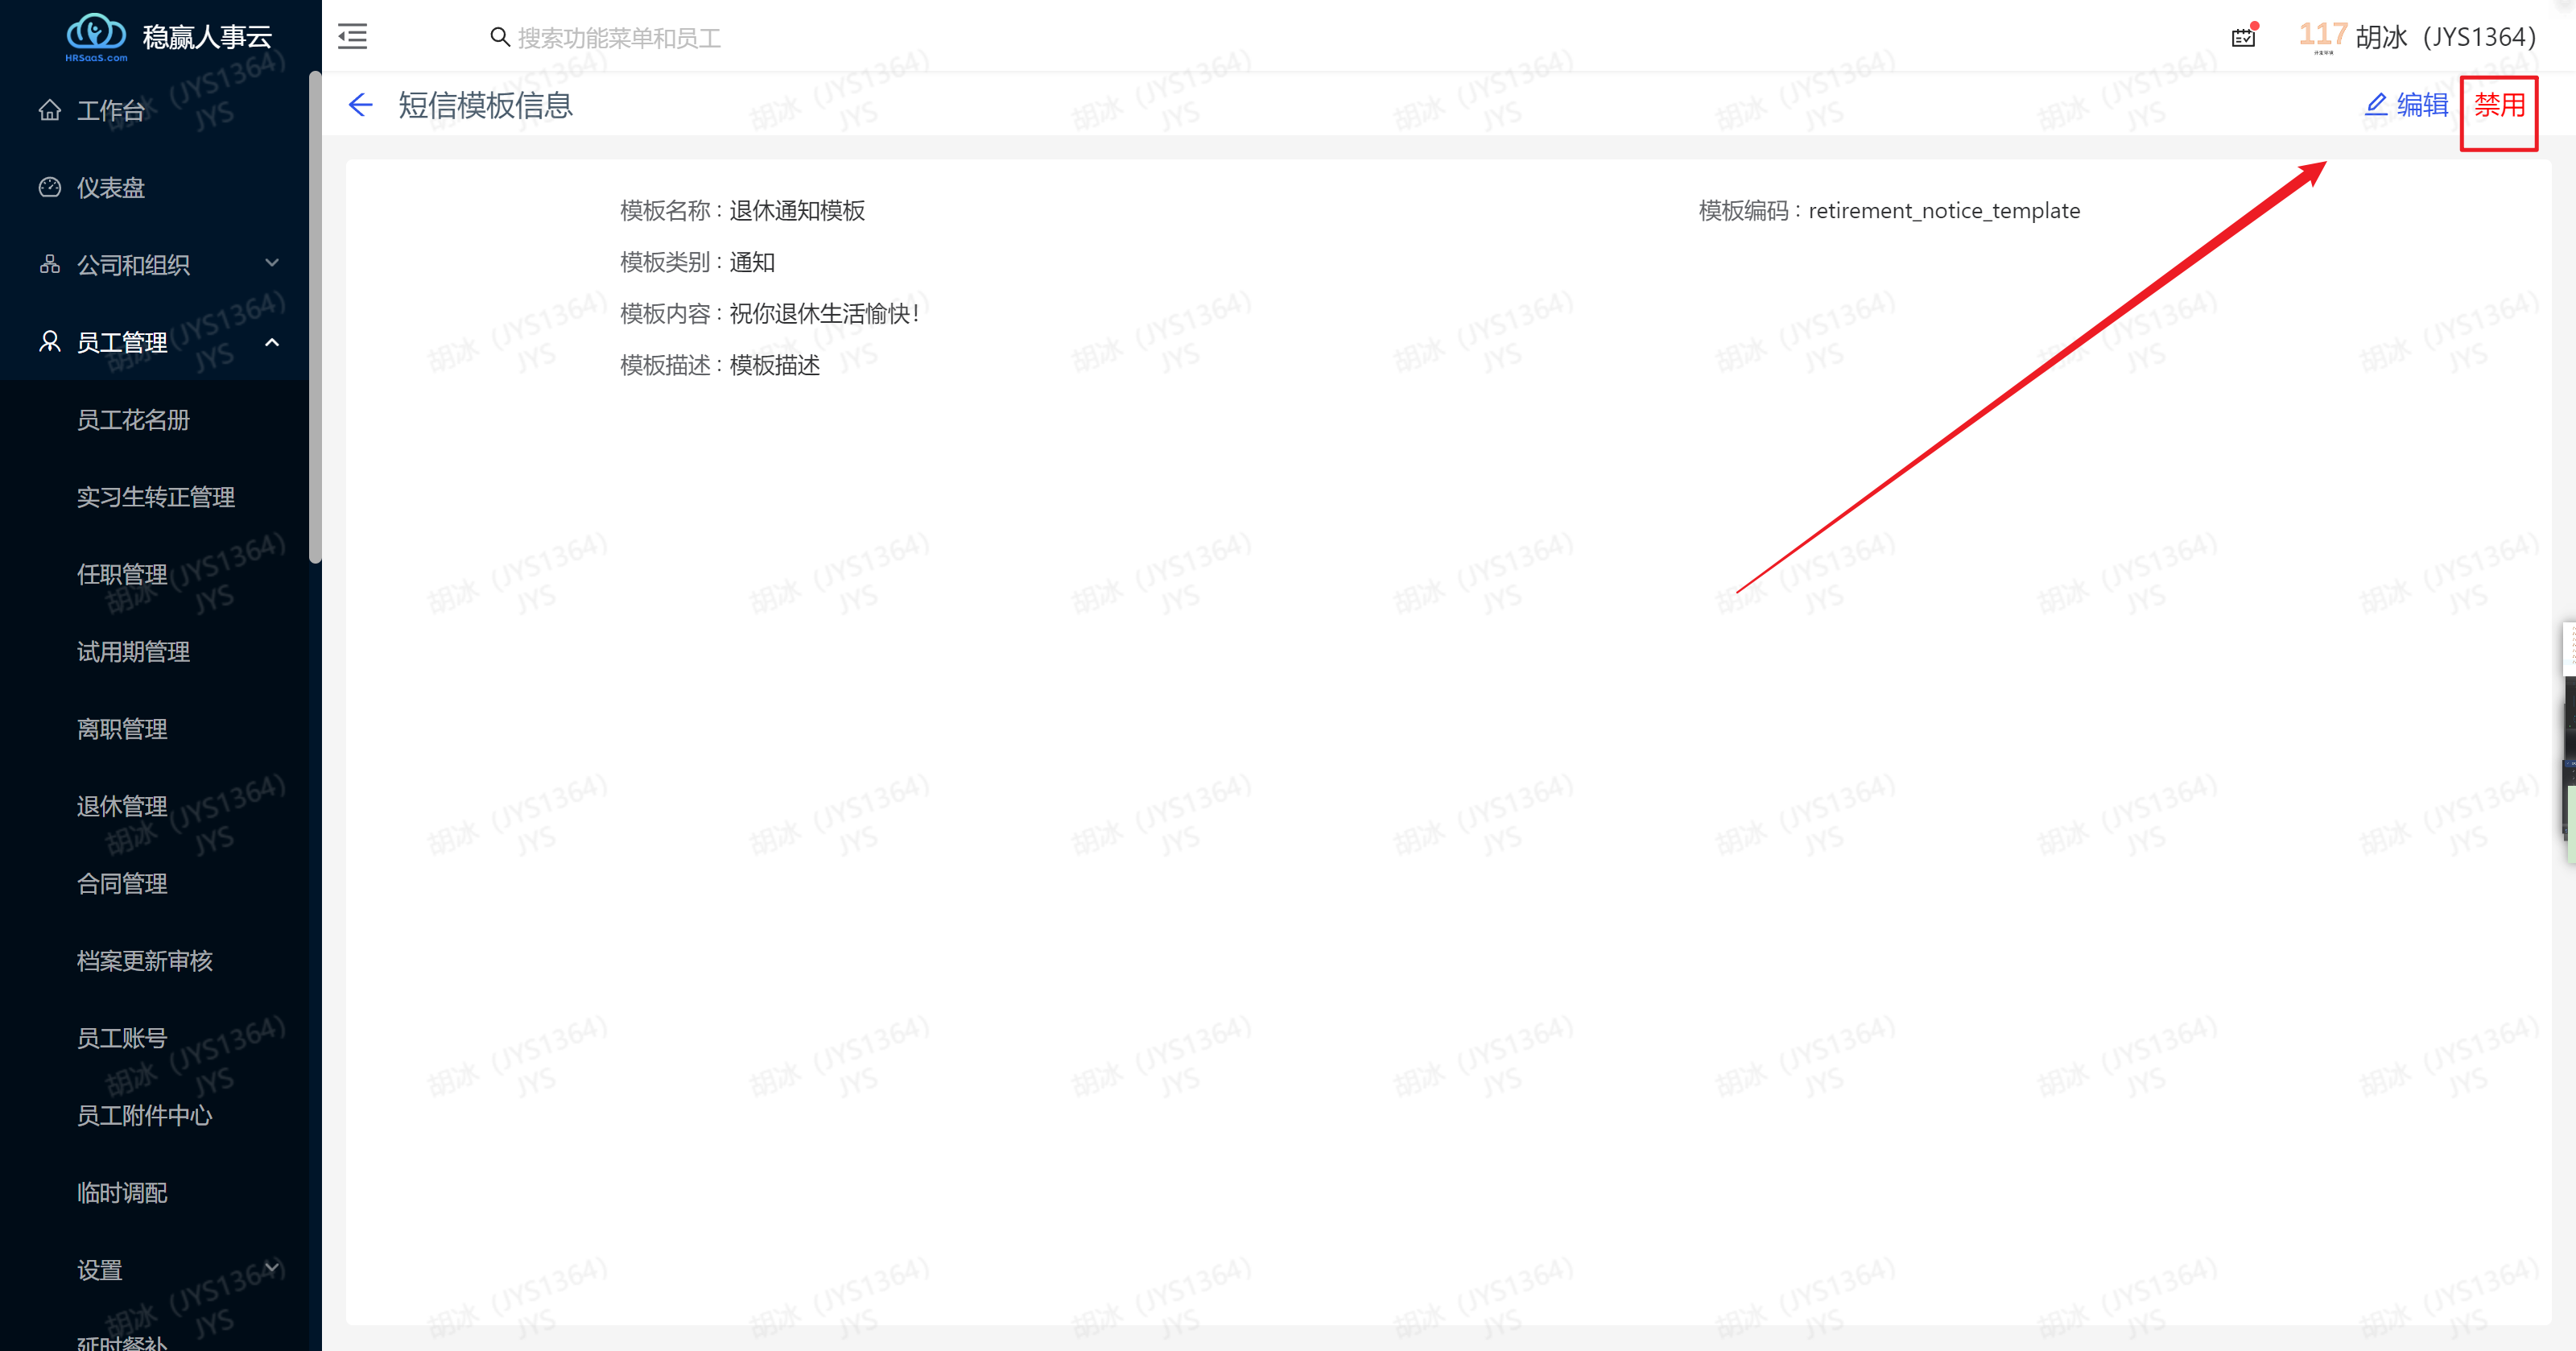 稳赢人事云
HRSaaS.com
搜索功能菜单和员工
117 胡冰（JYS1364）
短信模板信息
编辑
禁用
工作台
仪表盘
公司和组织
员工管理
员工花名册
实习生转正管理
任职管理
试用期管理
离职管理
退休管理
合同管理
档案更新审核
员工账号
员工附件中心
临时调配
设置
延时餐补
模板名称：退休通知模板
模板编码：retirement_notice_template
模板类别：通知
模板内容：祝你退休生活愉快！
模板描述：模板描述
胡冰（JYS1364）
JYS